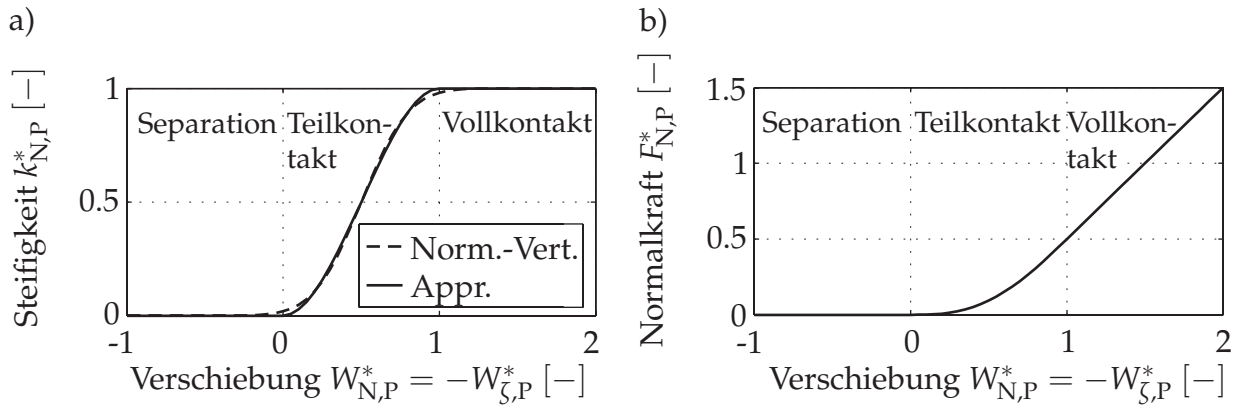 a)
Steifigkeit k*N,P [−]
1
0.5
0
Separation
Teilkon-
takt
Vollkontakt
Norm.-Vert.
Appr.
-1 0 1 2
Verschiebung W*N,P = −W*ζ,P [−]
b)
Normalkraft F*N,P [−]
1.5
1
0.5
0
Separation
Teilkontakt
Vollkon-
takt
-1 0 1 2
Verschiebung W*N,P = −W*ζ,P [−]